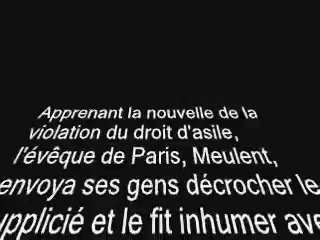 Apprenant la nouvelle de la
violation du droit d'asile,
l'évêque de Paris, Meulent,
envoya ses gens décrocher le
upplicié et le fit inhumer ave